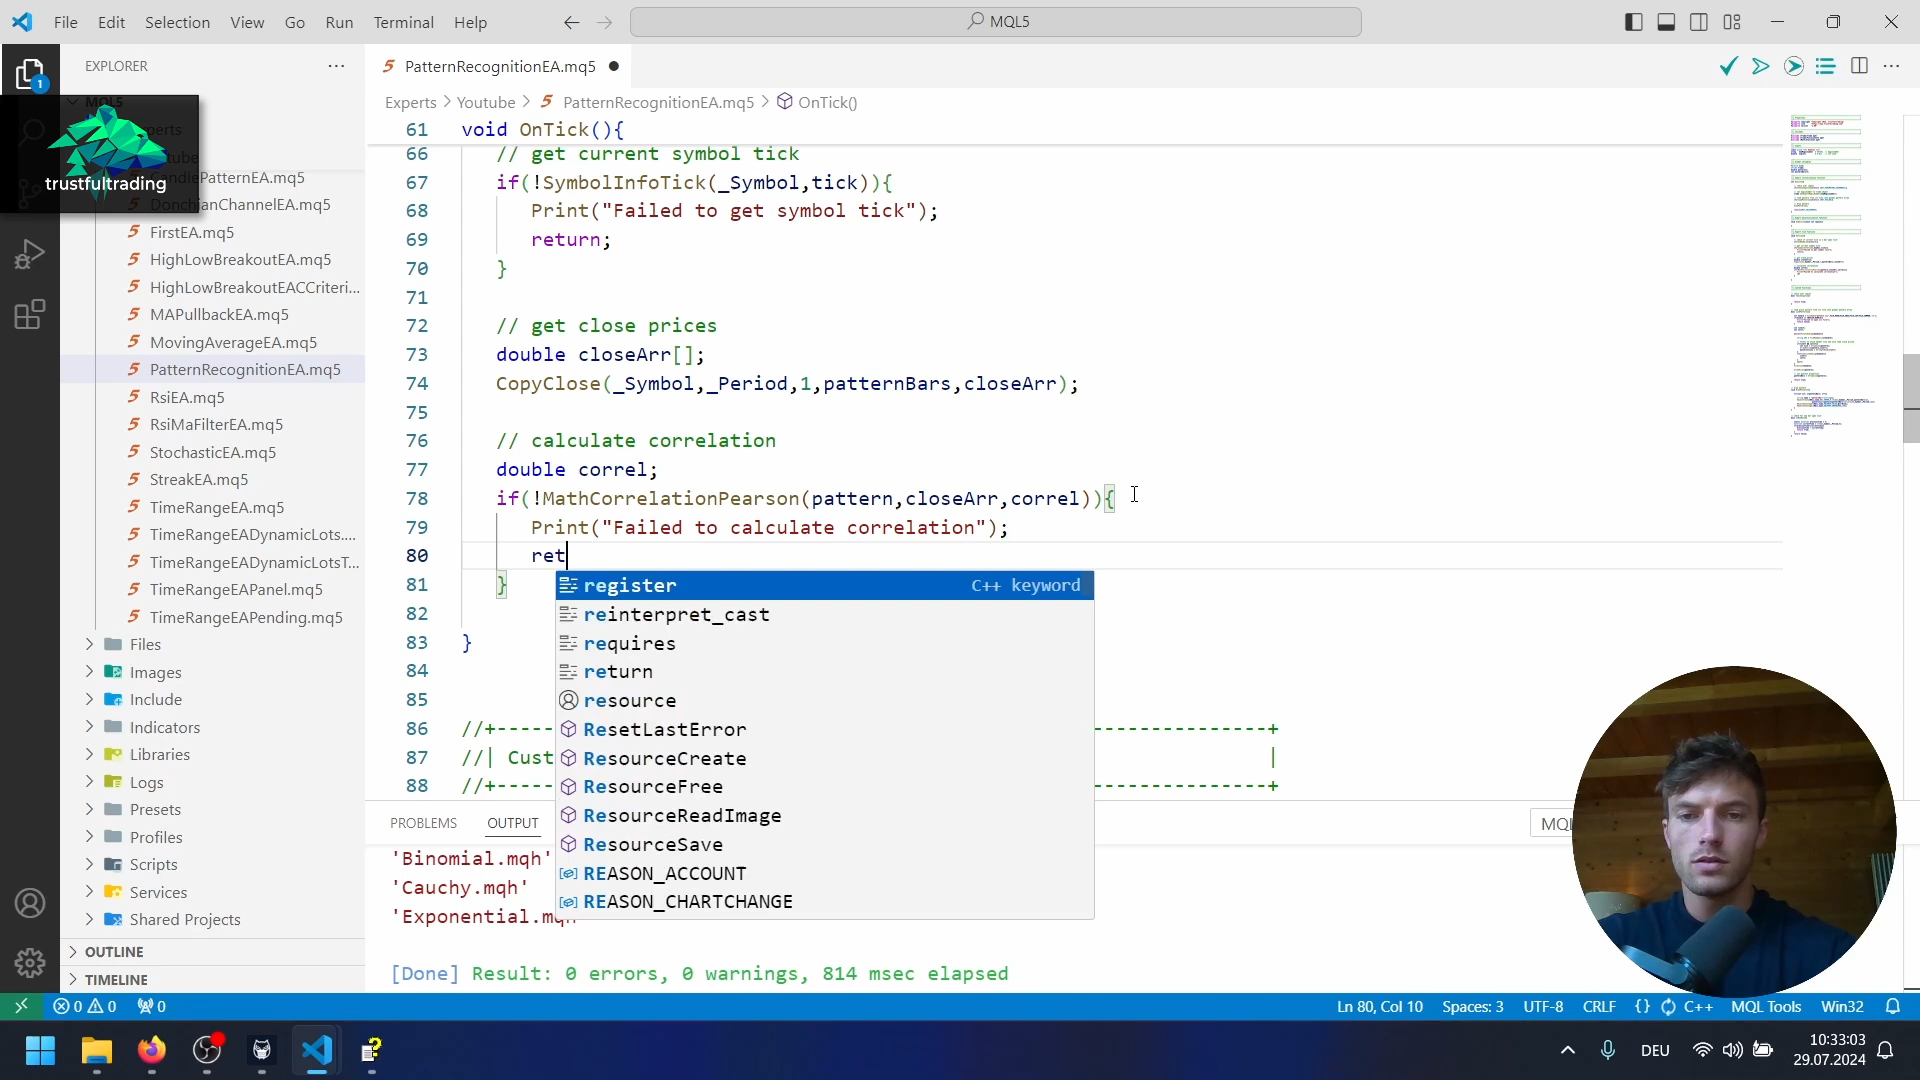 File Edit Selection View Go Run Terminal Help
MQL5
EXPLORER
PatternRecognitionEA.mq5
Experts > Youtube > PatternRecognitionEA.mq5 > OnTick()
trustfultrading
CandlePatternEA.mq5
DonchianChannelEA.mq5
FirstEA.mq5
HighLowBreakoutEA.mq5
HighLowBreakoutEACCriteri...
MAPullbackEA.mq5
MovingAverageEA.mq5
PatternRecognitionEA.mq5
RsiEA.mq5
RsiMaFilterEA.mq5
StochasticEA.mq5
StreakEA.mq5
TimeRangeEA.mq5
TimeRangeEADynamicLots....
TimeRangeEADynamicLotsT...
TimeRangeEAPanel.mq5
TimeRangeEAPending.mq5
Files
Images
Include
Indicators
Libraries
Logs
Presets
Profiles
Scripts
Services
Shared Projects
OUTLINE
TIMELINE
61 void OnTick(){
66 // get current symbol tick
67 if(!SymbolInfoTick(_Symbol,tick)){
68 Print("Failed to get symbol tick");
69 return;
70 }
71
72 // get close prices
73 double closeArr[];
74 CopyClose(_Symbol,_Period,1,patternBars,closeArr);
75
76 // calculate correlation
77 double correl;
78 if(!MathCorrelationPearson(pattern,closeArr,correl)){
79 Print("Failed to calculate correlation");
80 ret
81 }
82
83 }
84
85
86 //+------------------+
87 //| Cust |
88 //+------------------+
register C++ keyword
reinterpret_cast
requires
return
resource
ResetLastError
ResourceCreate
ResourceFree
ResourceReadImage
ResourceSave
REASON_ACCOUNT
REASON_CHARTCHANGE
PROBLEMS OUTPUT
'Binomial.mqh'
'Cauchy.mqh'
'Exponential.mqh'
[Done] Result: 0 errors, 0 warnings, 814 msec elapsed
0 0 0 Ln 80, Col 10 Spaces: 3 UTF-8 CRLF {} C++ MQL Tools Win32
DEU
10:33:03
29.07.2024